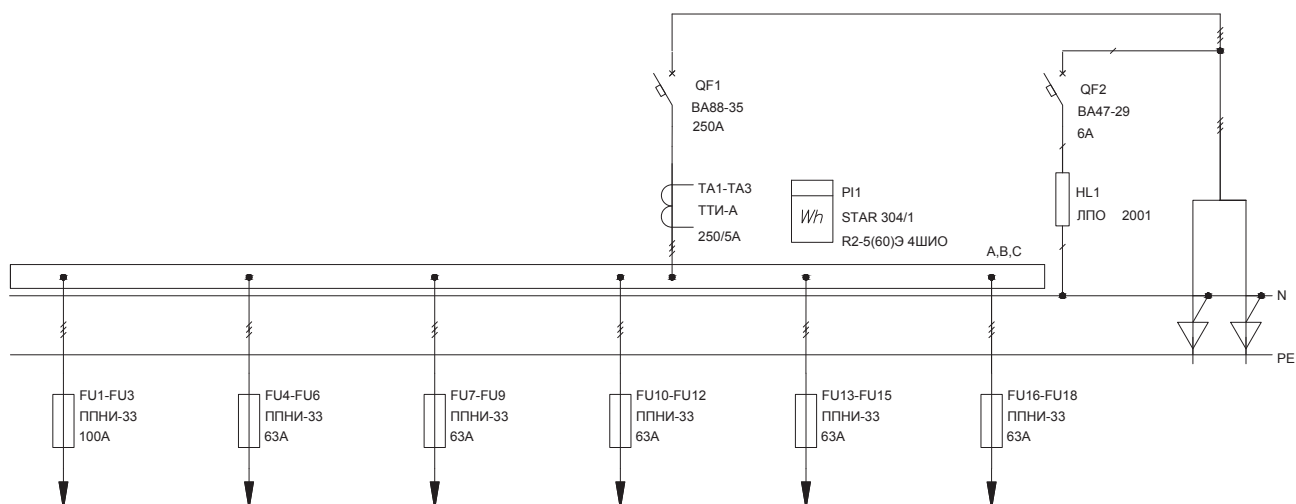 QF1
ВА88-35
250А
QF2
ВА47-29
6А
ТА1-ТА3
ТТИ-А
250/5А
Wh
PI1
STAR 304/1
R2-5(60)Э 4ШИО
HL1
ЛПО 2001
А,В,С
N
PE
FU1-FU3
ППНИ-33
100А
FU4-FU6
ППНИ-33
63А
FU7-FU9
ППНИ-33
63А
FU10-FU12
ППНИ-33
63А
FU13-FU15
ППНИ-33
63А
FU16-FU18
ППНИ-33
63А